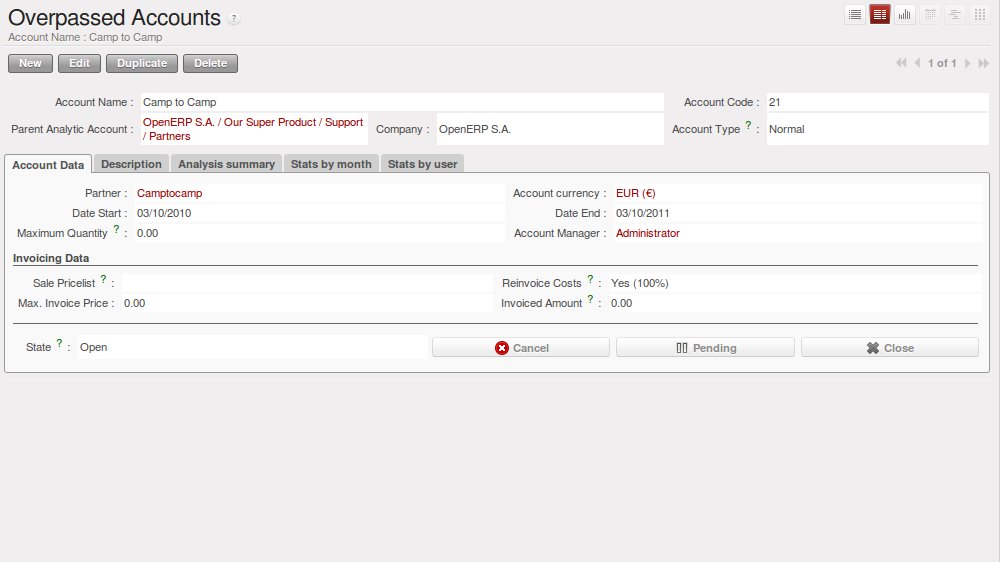 Overpassed Accounts ?
Account Name : Camp to Camp
New Edit Duplicate Delete 1 of 1
Account Name : Camp to Camp Account Code : 21
Parent Analytic Account : OpenERP S.A. / Our Super Product / Support / Partners Company : OpenERP S.A. Account Type ? : Normal
Account Data Description Analysis summary Stats by month Stats by user
Partner : Camptocamp Account currency : EUR (€)
Date Start : 03/10/2010 Date End : 03/10/2011
Maximum Quantity ? : 0.00 Account Manager : Administrator
Invoicing Data
Sale Pricelist ? : Reinvoice Costs ? : Yes (100%)
Max. Invoice Price : 0.00 Invoiced Amount ? : 0.00
State ? : Open Cancel Pending Close